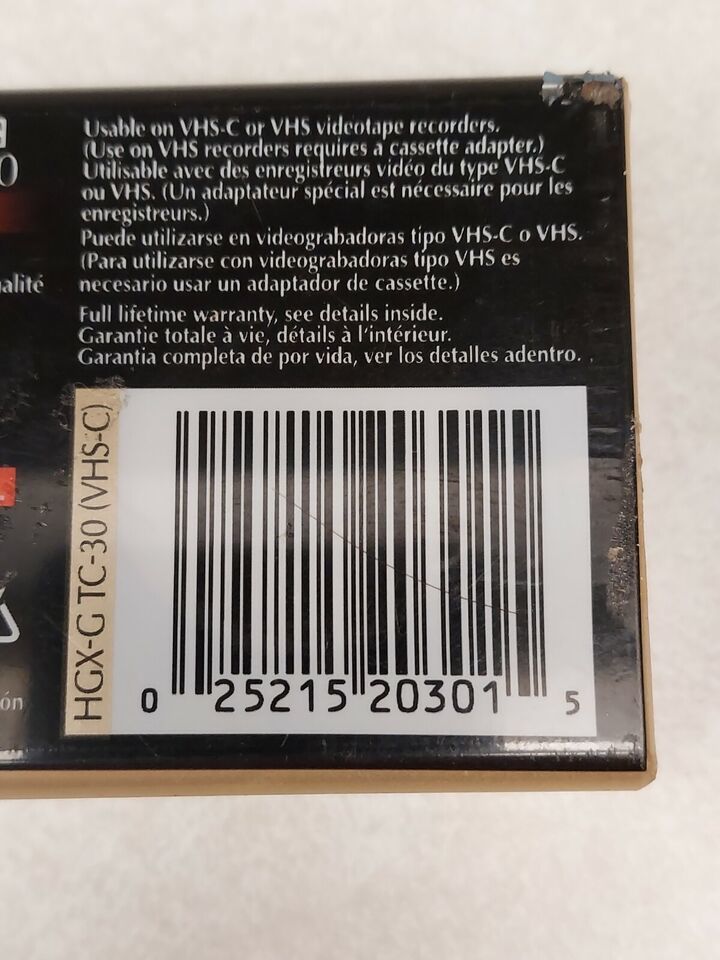 Usable on VHS-C or VHS videotape recorders.
(Use on VHS recorders requires a cassette adapter.)
Utilisable avec des enregistreurs vidéo du type VHS-C
ou VHS. (Un adaptateur spécial est nécessaire pour les
enregistreurs.)
Puede utilizarse en videograbadoras tipo VHS-C o VHS.
(Para utilizarse con videograbadoras tipo VHS es
necesario usar un adaptador de cassette.)
Full lifetime warranty, see details inside.
Garantie totale à vie, détails à l'intérieur.
Garantia completa de por vida, ver los detalles adentro.
HGX-G TC-30 (VHS-C)
0 25215 20301 5